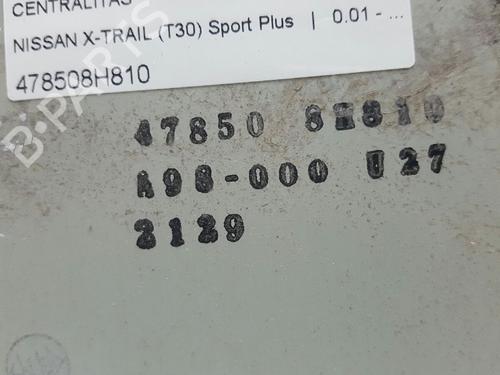 CENTRALITAS
NISSAN X-TRAIL (T30) Sport Plus | 0.01 - ...
478508H810
47850 8H810
A98-000 U27
2129